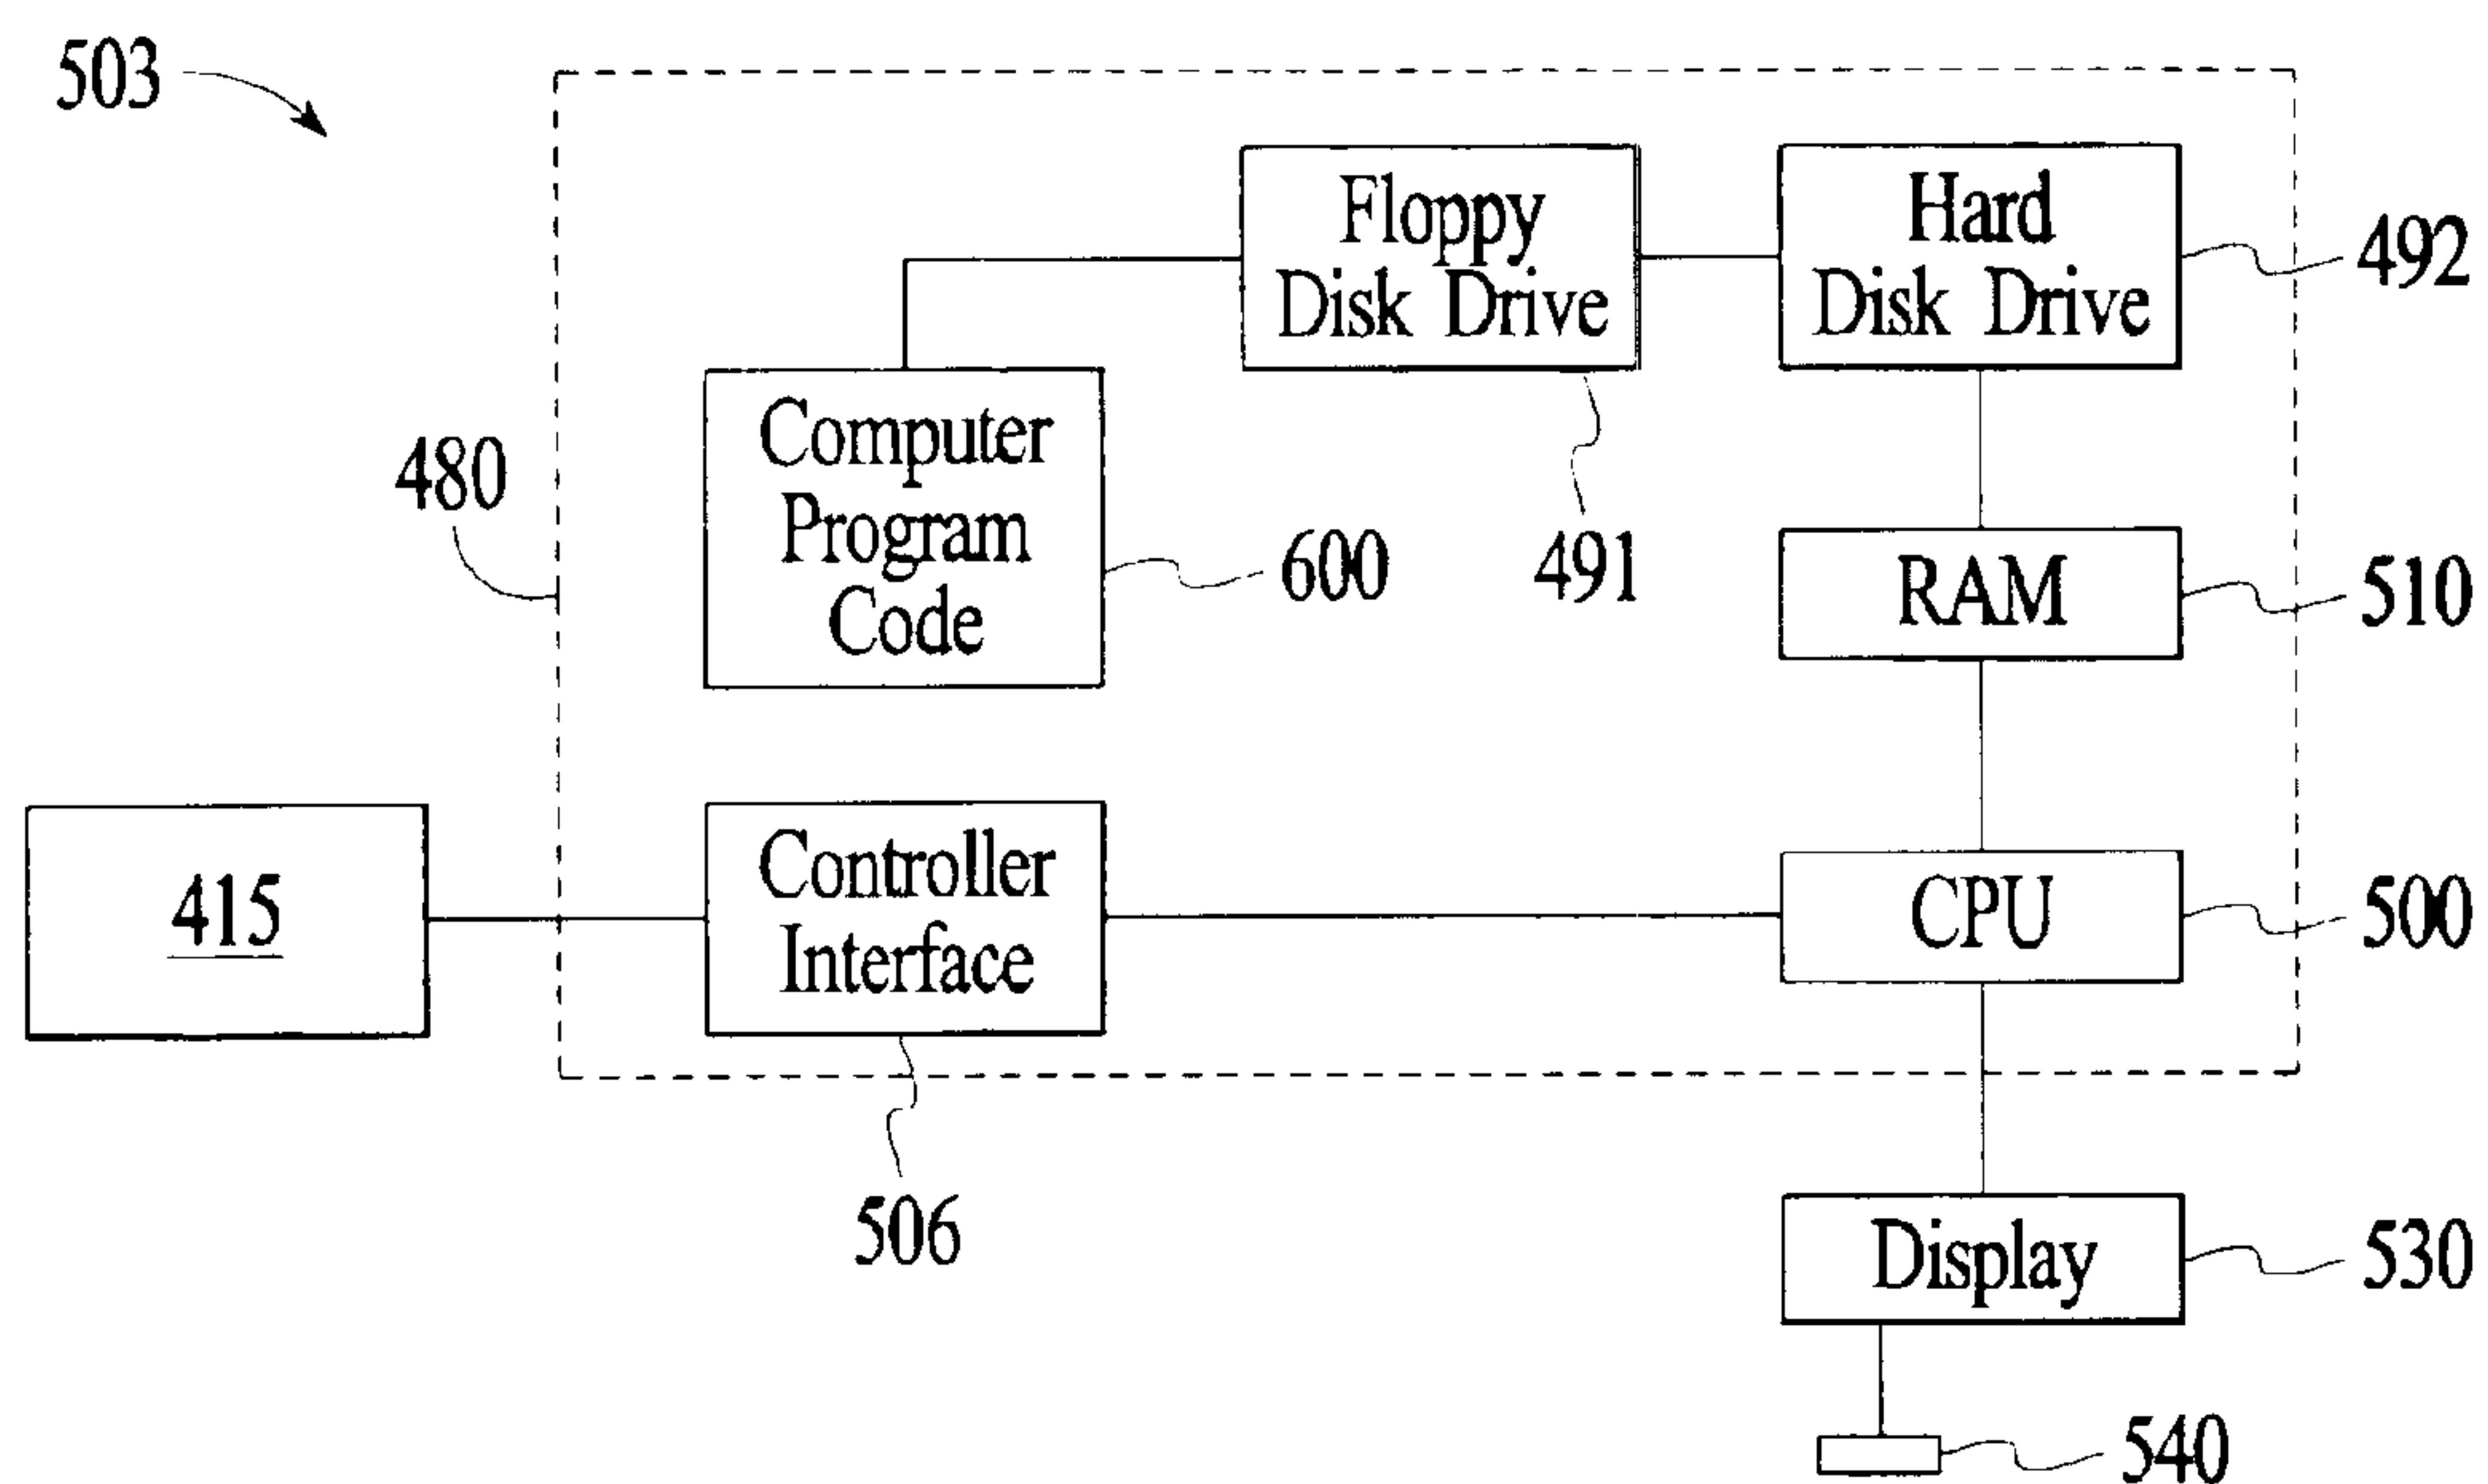 503
Floppy
Disk Drive
Hard
Disk Drive
492
480
Computer
Program
Code
600
491
RAM
510
415
Controller
Interface
CPU
500
506
Display
530
540